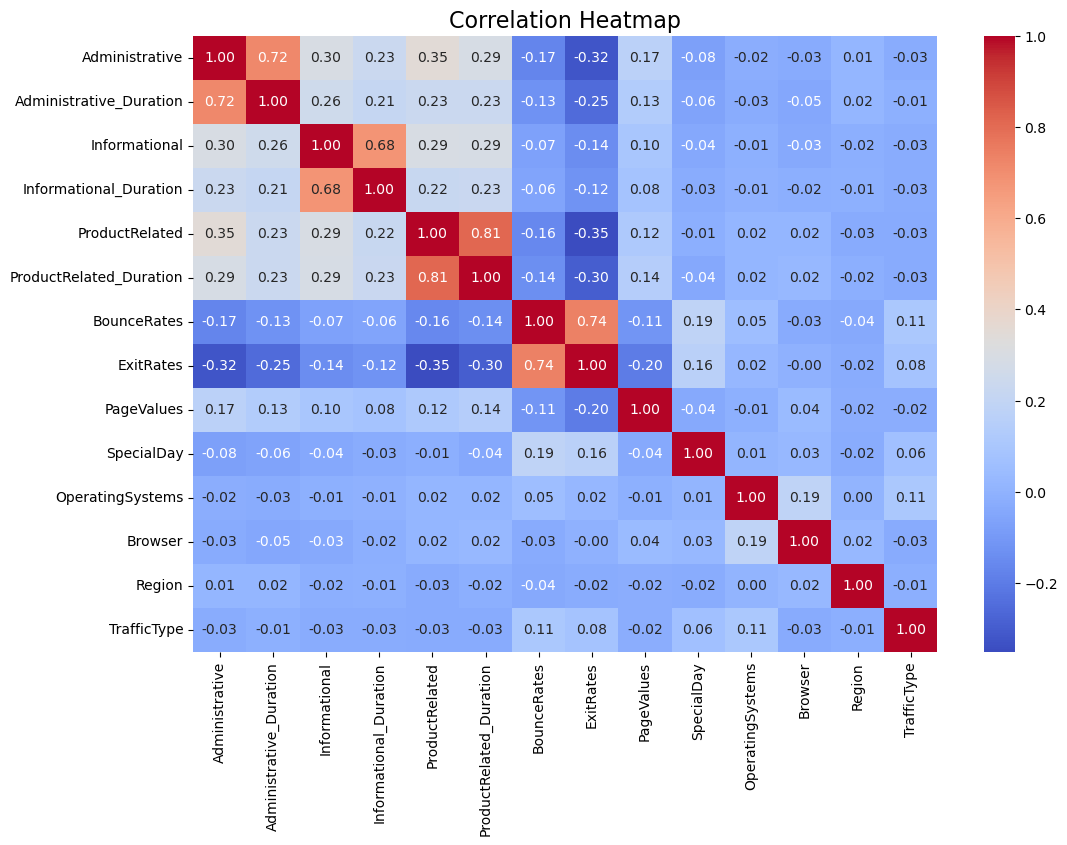 Correlation Heatmap
Administrative 1.00 0.72 0.30 0.23 0.35 0.29 -0.17 -0.32 0.17 -0.08 -0.02 -0.03 0.01 -0.03
Administrative_Duration 0.72 1.00 0.26 0.21 0.23 0.23 -0.13 -0.25 0.13 -0.06 -0.03 -0.05 0.02 -0.01
Informational 0.30 0.26 1.00 0.68 0.29 0.29 -0.07 -0.14 0.10 -0.04 -0.01 -0.03 -0.02 -0.03
Informational_Duration 0.23 0.21 0.68 1.00 0.22 0.23 -0.06 -0.12 0.08 -0.03 -0.01 -0.02 -0.01 -0.03
ProductRelated 0.35 0.23 0.29 0.22 1.00 0.81 -0.16 -0.35 0.12 -0.01 0.02 0.02 -0.03 -0.03
ProductRelated_Duration 0.29 0.23 0.29 0.23 0.81 1.00 -0.14 -0.30 0.14 -0.04 0.02 0.02 -0.02 -0.03
BounceRates -0.17 -0.13 -0.07 -0.06 -0.16 -0.14 1.00 0.74 -0.11 0.19 0.05 -0.03 -0.04 0.11
ExitRates -0.32 -0.25 -0.14 -0.12 -0.35 -0.30 0.74 1.00 -0.20 0.16 0.02 -0.00 -0.02 0.08
PageValues 0.17 0.13 0.10 0.08 0.12 0.14 -0.11 -0.20 1.00 -0.04 -0.01 0.04 -0.02 -0.02
SpecialDay -0.08 -0.06 -0.04 -0.03 -0.01 -0.04 0.19 0.16 -0.04 1.00 0.01 0.03 -0.02 0.06
OperatingSystems -0.02 -0.03 -0.01 -0.01 0.02 0.02 0.05 0.02 -0.01 0.01 1.00 0.19 0.00 0.11
Browser -0.03 -0.05 -0.03 -0.02 0.02 0.02 -0.03 -0.00 0.04 0.03 0.19 1.00 0.02 -0.03
Region 0.01 0.02 -0.02 -0.01 -0.03 -0.02 -0.04 -0.02 -0.02 -0.02 0.00 0.02 1.00 -0.01
TrafficType -0.03 -0.01 -0.03 -0.03 -0.03 -0.03 0.11 0.08 -0.02 0.06 0.11 -0.03 -0.01 1.00
Administrative
Administrative_Duration
Informational
Informational_Duration
ProductRelated
ProductRelated_Duration
BounceRates
ExitRates
PageValues
SpecialDay
OperatingSystems
Browser
Region
TrafficType
1.0
0.8
0.6
0.4
0.2
0.0
−0.2